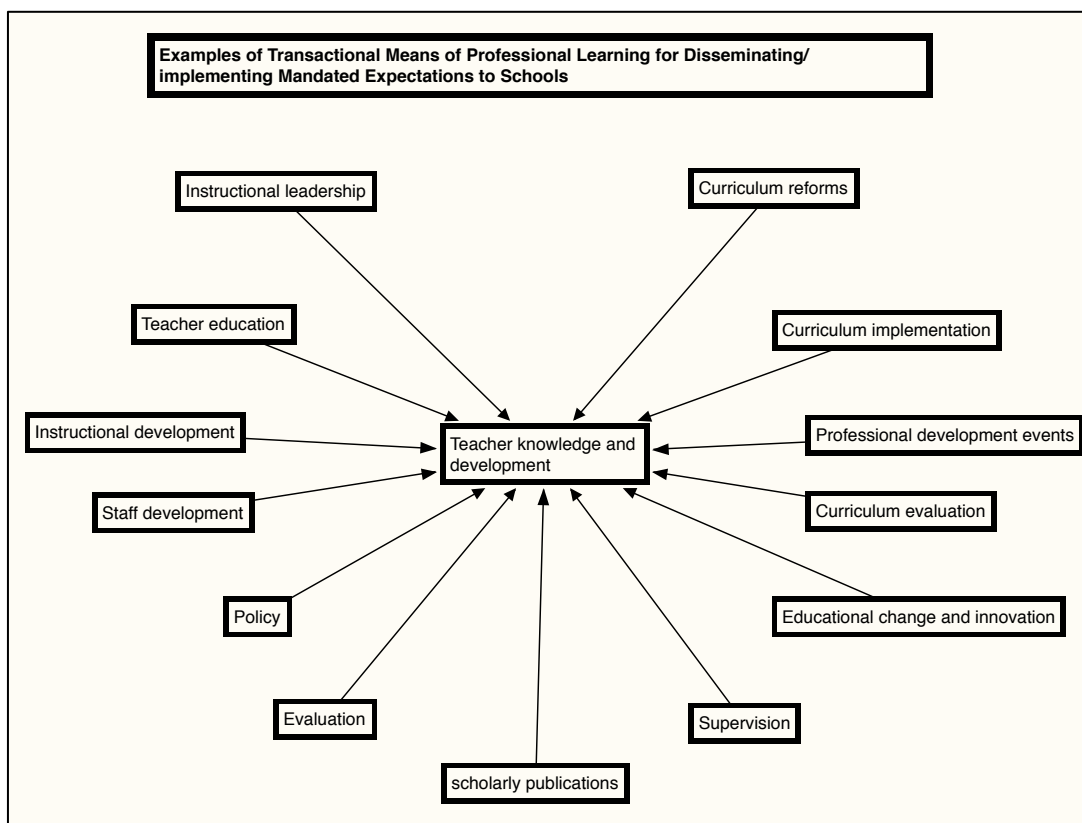 Examples of Transactional Means of Professional Learning for Disseminating/
implementing Mandated Expectations to Schools
Instructional leadership
Curriculum reforms
Teacher education
Curriculum implementation
Instructional development
Professional development events
Teacher knowledge and
development
Staff development
Curriculum evaluation
Policy
Educational change and innovation
Evaluation
Supervision
scholarly publications